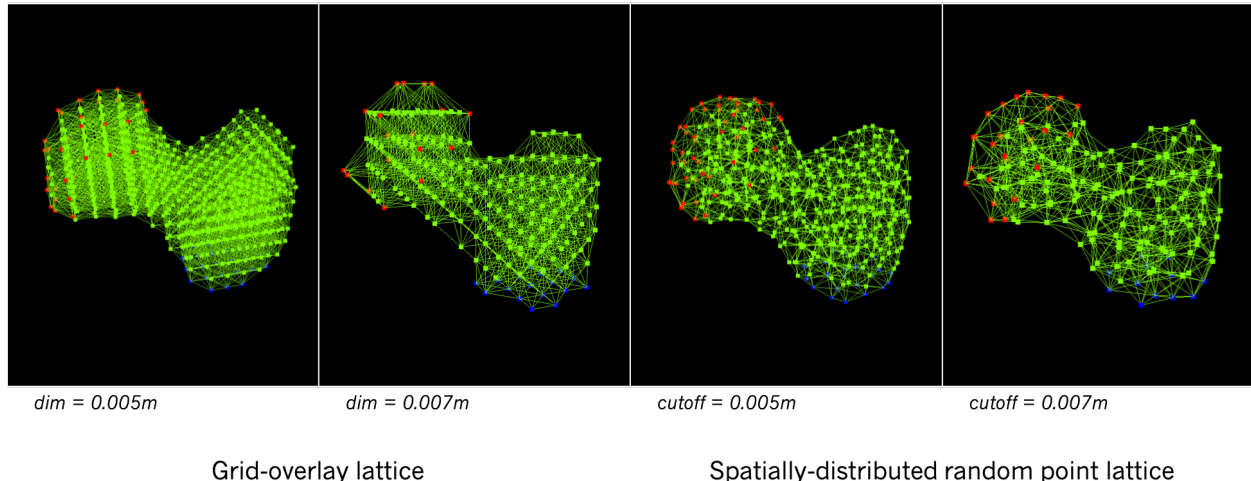 dim = 0.005m
dim = 0.007m
cutoff = 0.005m
cutoff = 0.007m
Grid-overlay lattice
Spatially-distributed random point lattice